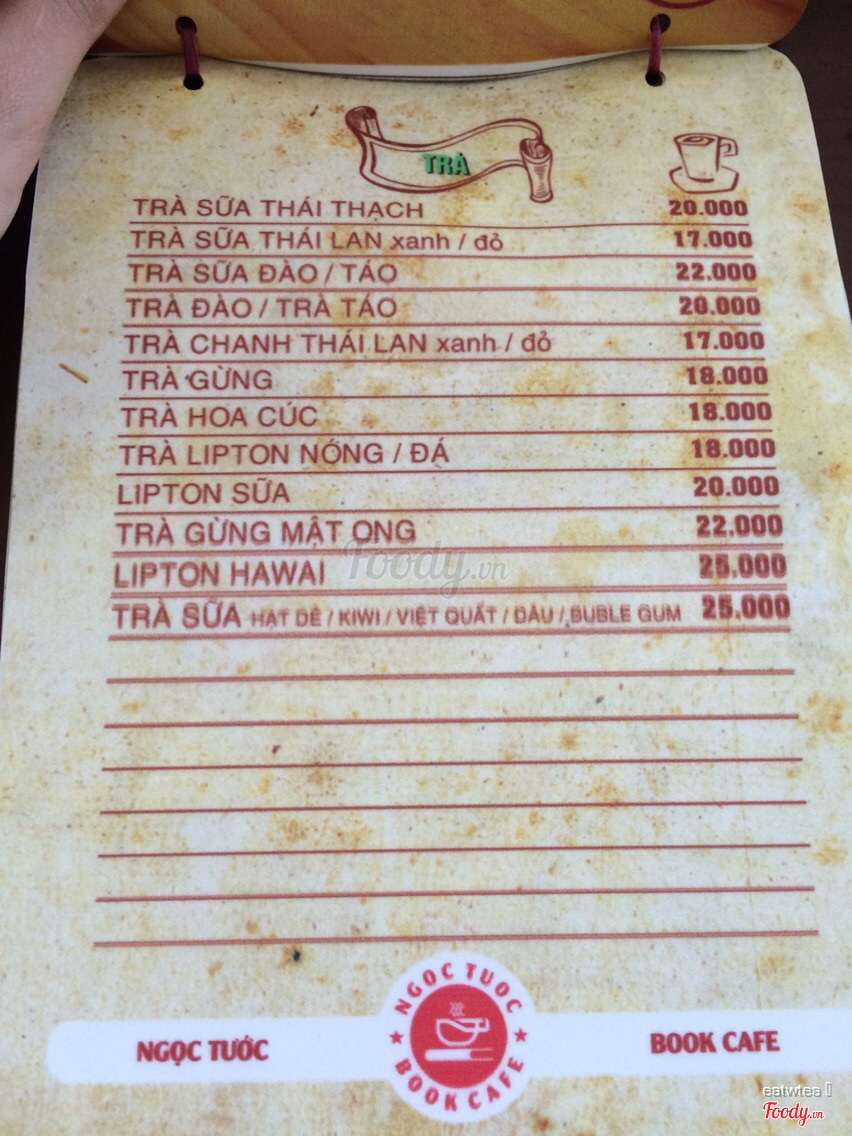 TRÀ
TRÀ SỮA THÁI THẠCH 20.000
TRÀ SỮA THÁI LAN xanh / đỏ 17.000
TRÀ SỮA ĐÀO / TÁO 22.000
TRÀ ĐÀO / TRÀ TÁO 20.000
TRÀ CHANH THÁI LAN xanh / đỏ 17.000
TRÀ GỪNG 18.000
TRÀ HOA CÚC 18.000
TRÀ LIPTON NÓNG / ĐÁ 18.000
LIPTON SỮA 20.000
TRÀ GỪNG MẬT ONG 22.000
LIPTON HAWAI 25.000
TRÀ SỮA HẠT DẺ / KIWI / VIỆT QUẤT / DÂU / BUBLE GUM 25.000
Foody.vn
NGỌC TƯỚC
NGOC TUOC
BOOK CAFE
BOOK CAFE
eatwtea
Foody.vn